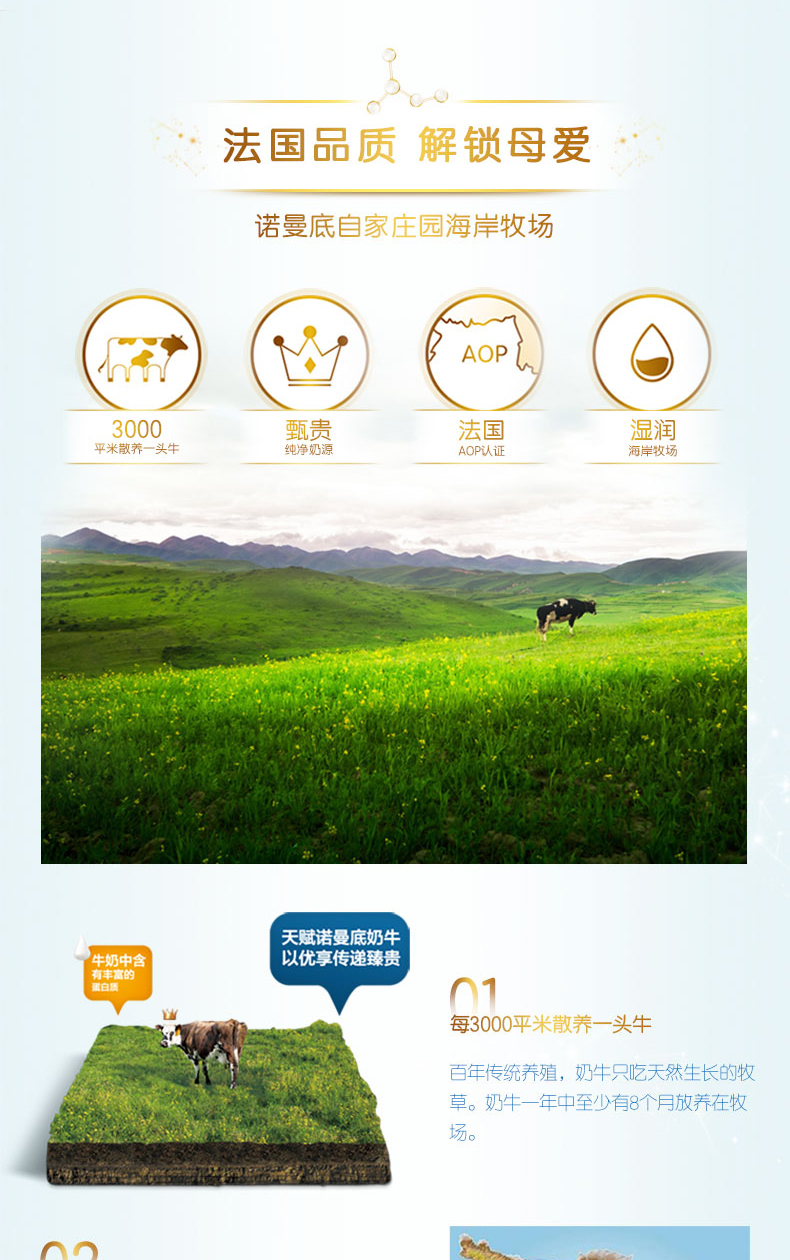 法国品质 解锁母爱
诺曼底自家庄园海岸牧场
AOP
3000
平米散养一头牛
甄贵
纯净奶源
法国
AOP认证
湿润
海岸牧场
天赋诺曼底奶牛
以优享传递臻贵
牛奶中含
有丰富的
蛋白质
01
每3000平米散养一头牛
百年传统养殖，奶牛只吃天然生长的牧
草。奶牛一年中至少有8个月放养在牧
场。